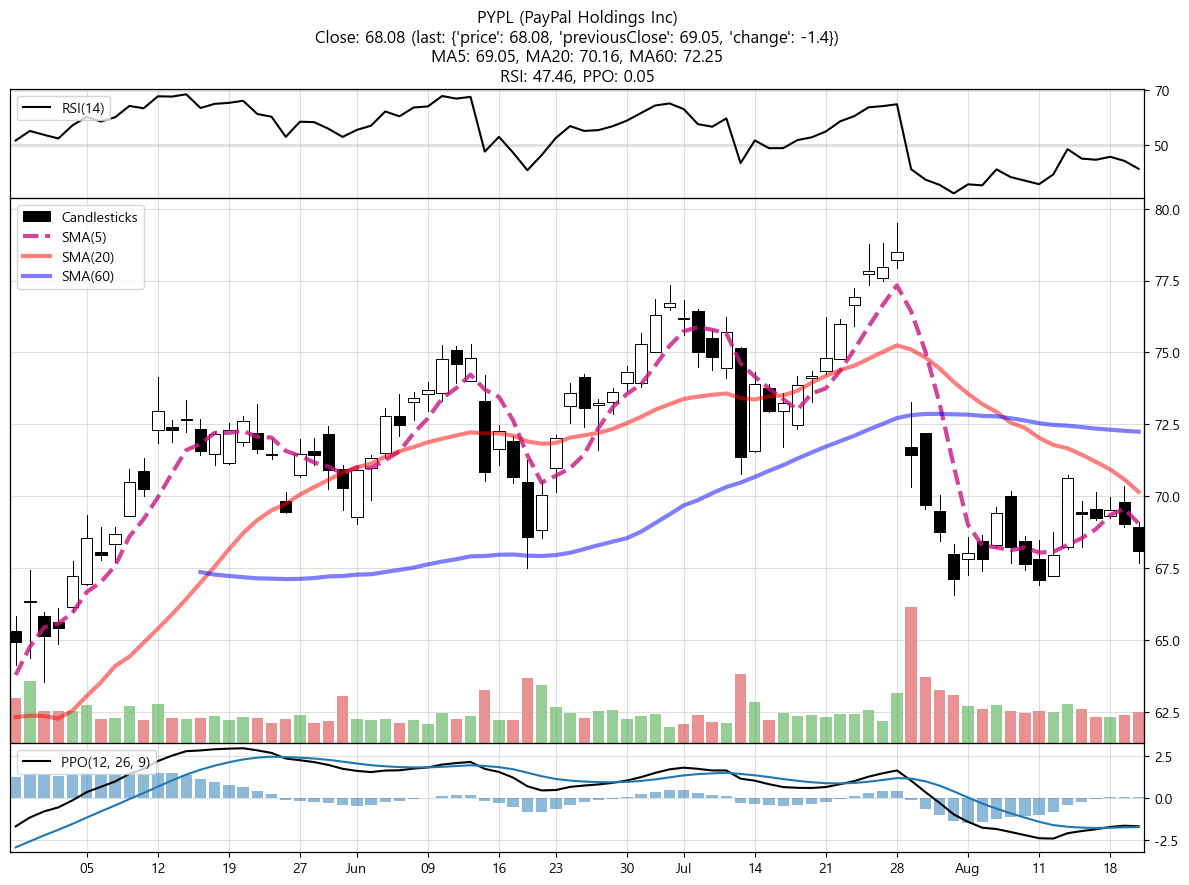 PYPL (PayPal Holdings Inc)
Close: 68.08 (last: {'price': 68.08, 'previousClose': 69.05, 'change': -1.4})
MA5: 69.05, MA20: 70.16, MA60: 72.25
RSI: 47.46, PPO: 0.05
RSI(14)
70
50
Candlesticks
SMA(5)
SMA(20)
SMA(60)
80.0
77.5
75.0
72.5
70.0
67.5
65.0
62.5
PPO(12, 26, 9)
2.5
0.0
-2.5
05 12 19 27 Jun 09 16 23 30 Jul 14 21 28 Aug 11 18